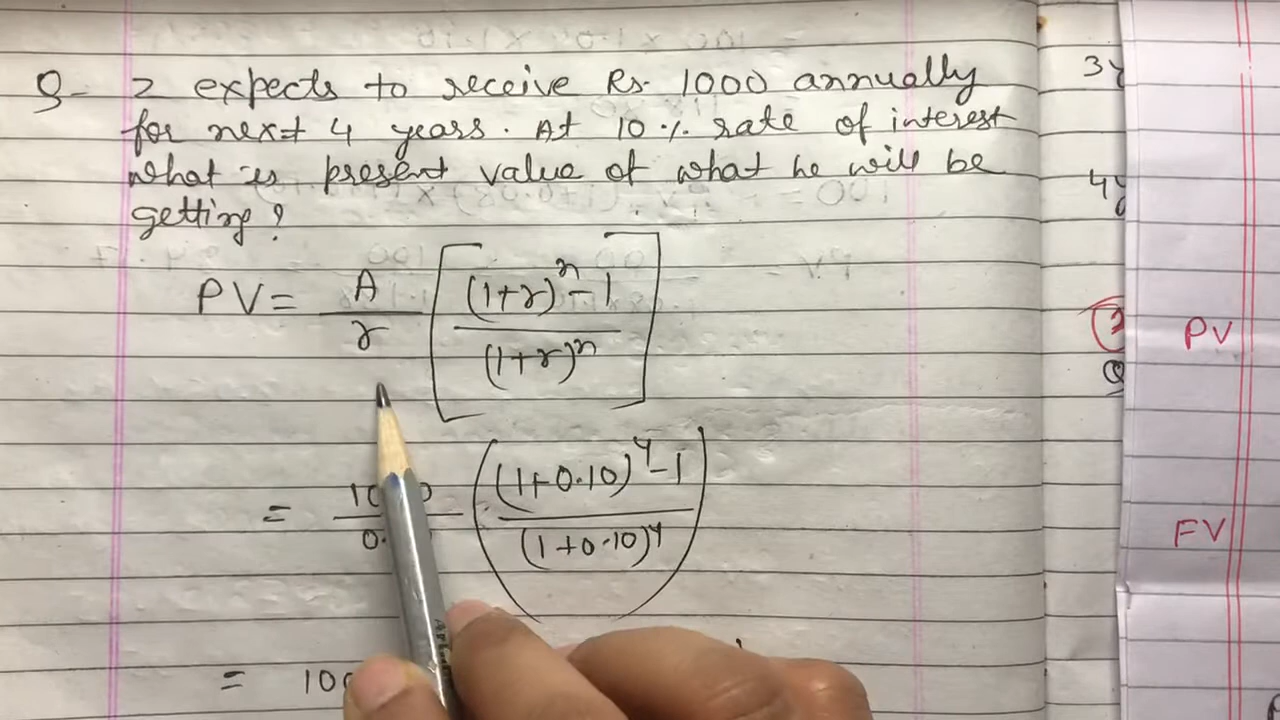 Q- Z expects to receive Rs. 1000 annually
for next 4 years. At 10% rate of interest
what is present value of what he will be
getting?
PV = A/r [((1+r)^n - 1)/(1+r)^n]
= ((1+0.10)^4 - 1)/(1+0.10)^4
=
3y
4y
PV
FV